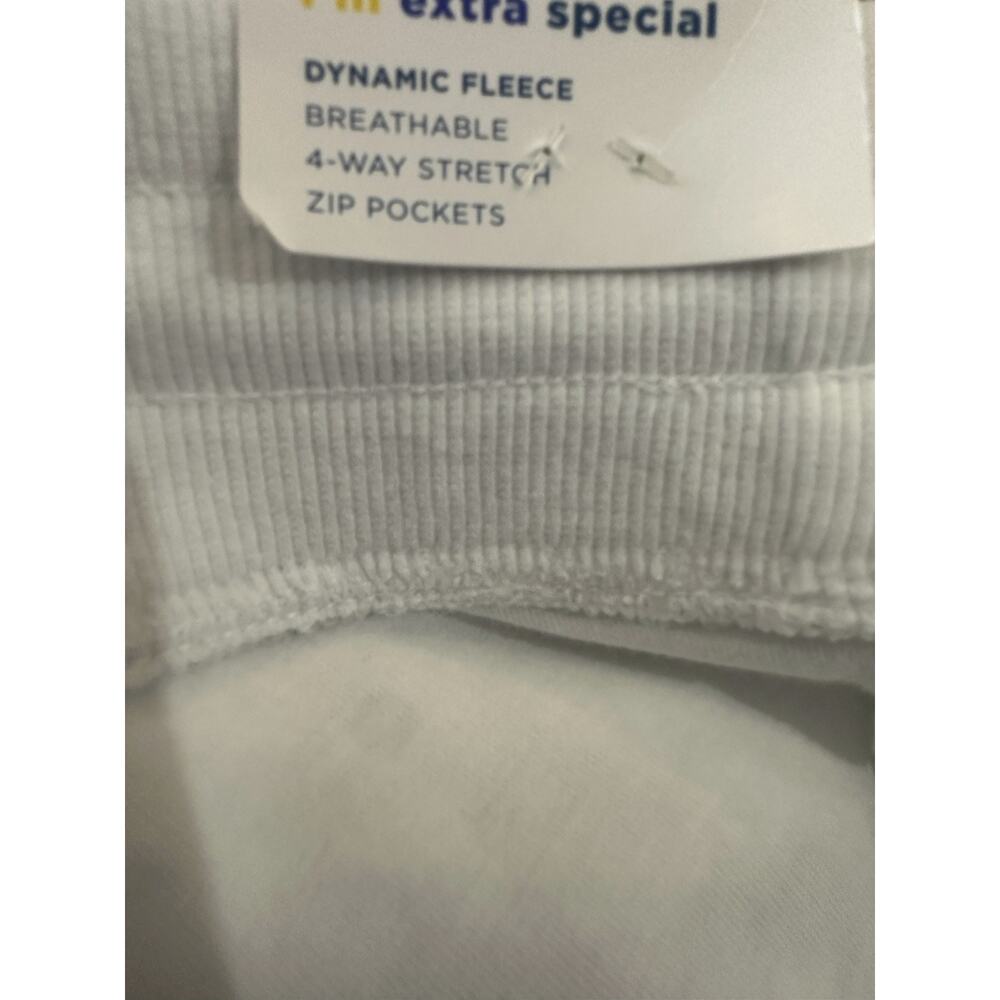 I'm extra special
DYNAMIC FLEECE
BREATHABLE
4-WAY STRETCH
ZIP POCKETS